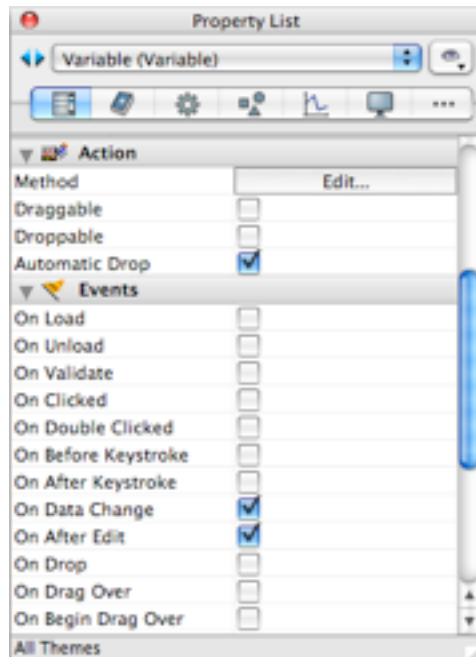 Property List
Variable (Variable)
Action
Method Edit...
Draggable
Droppable
Automatic Drop
Events
On Load
On Unload
On Validate
On Clicked
On Double Clicked
On Before Keystroke
On After Keystroke
On Data Change
On After Edit
On Drop
On Drag Over
On Begin Drag Over
All Themes